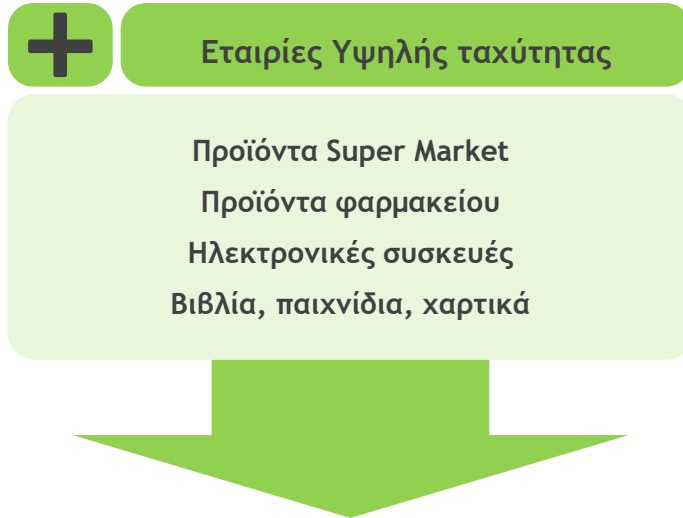 Εταιρίες Υψηλής ταχύτητας
Προϊόντα Super Market
Προϊόντα φαρμακείου
Ηλεκτρονικές συσκευές
Βιβλία, παιχνίδια, χαρτικά